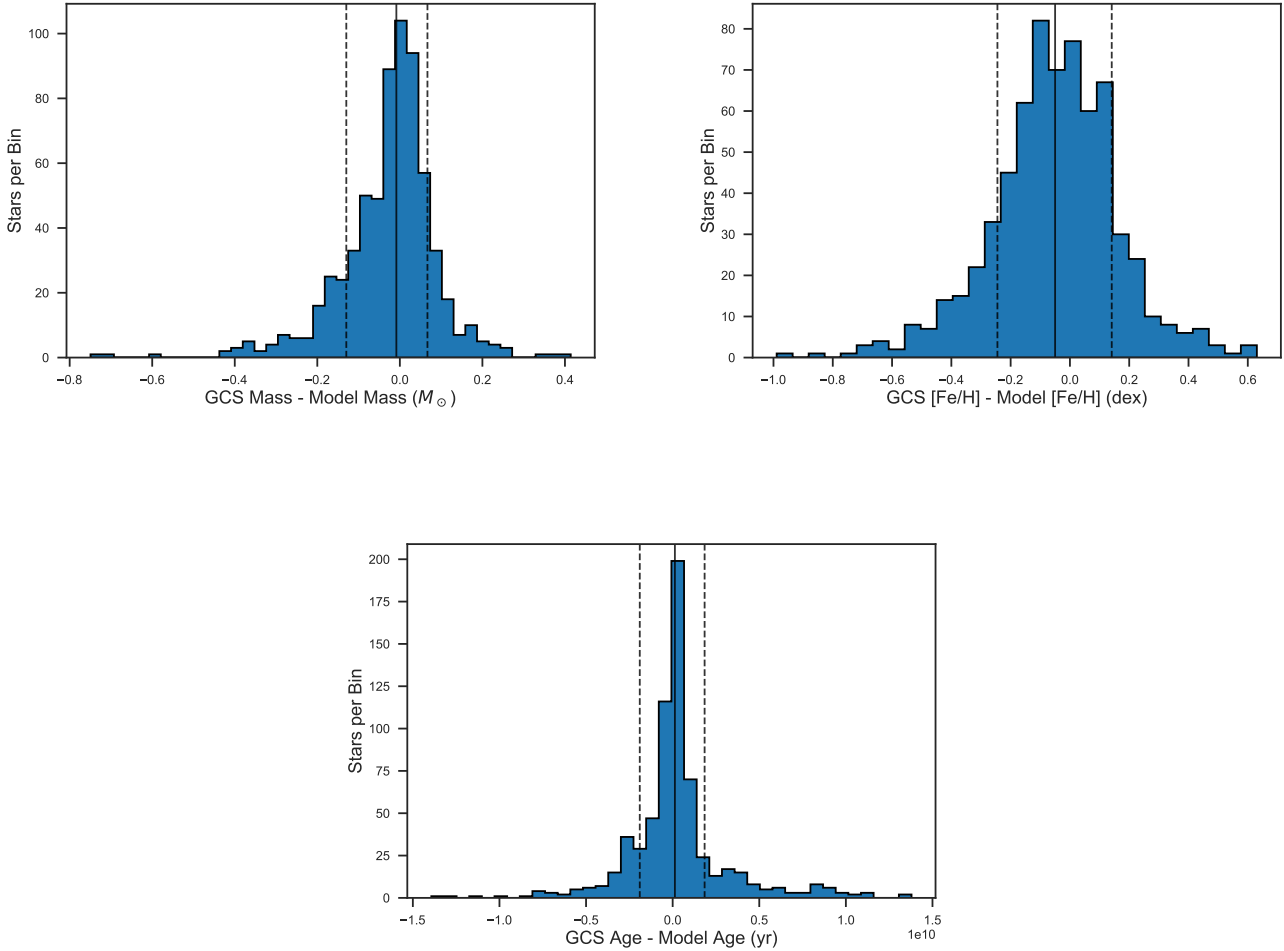 100
80
60
40
20
0
Stars per Bin
−0.8 −0.6 −0.4 −0.2 0.0 0.2 0.4
GCS Mass - Model Mass (M⊙)
80
70
60
50
40
30
20
10
0
Stars per Bin
−1.0 −0.8 −0.6 −0.4 −0.2 0.0 0.2 0.4 0.6
GCS [Fe/H] - Model [Fe/H] (dex)
200
175
150
125
100
75
50
25
0
Stars per Bin
−1.5 −1.0 −0.5 0.0 0.5 1.0 1.5
GCS Age - Model Age (yr)
1e10